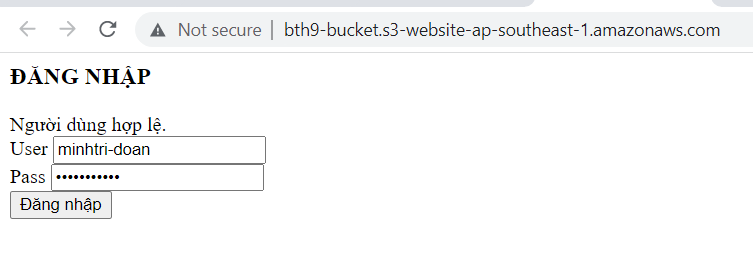 Not secure | bth9-bucket.s3-website-ap-southeast-1.amazonaws.com
ĐĂNG NHẬP
Người dùng hợp lệ.
User minhtri-doan
Pass •••••••••••
Đăng nhập